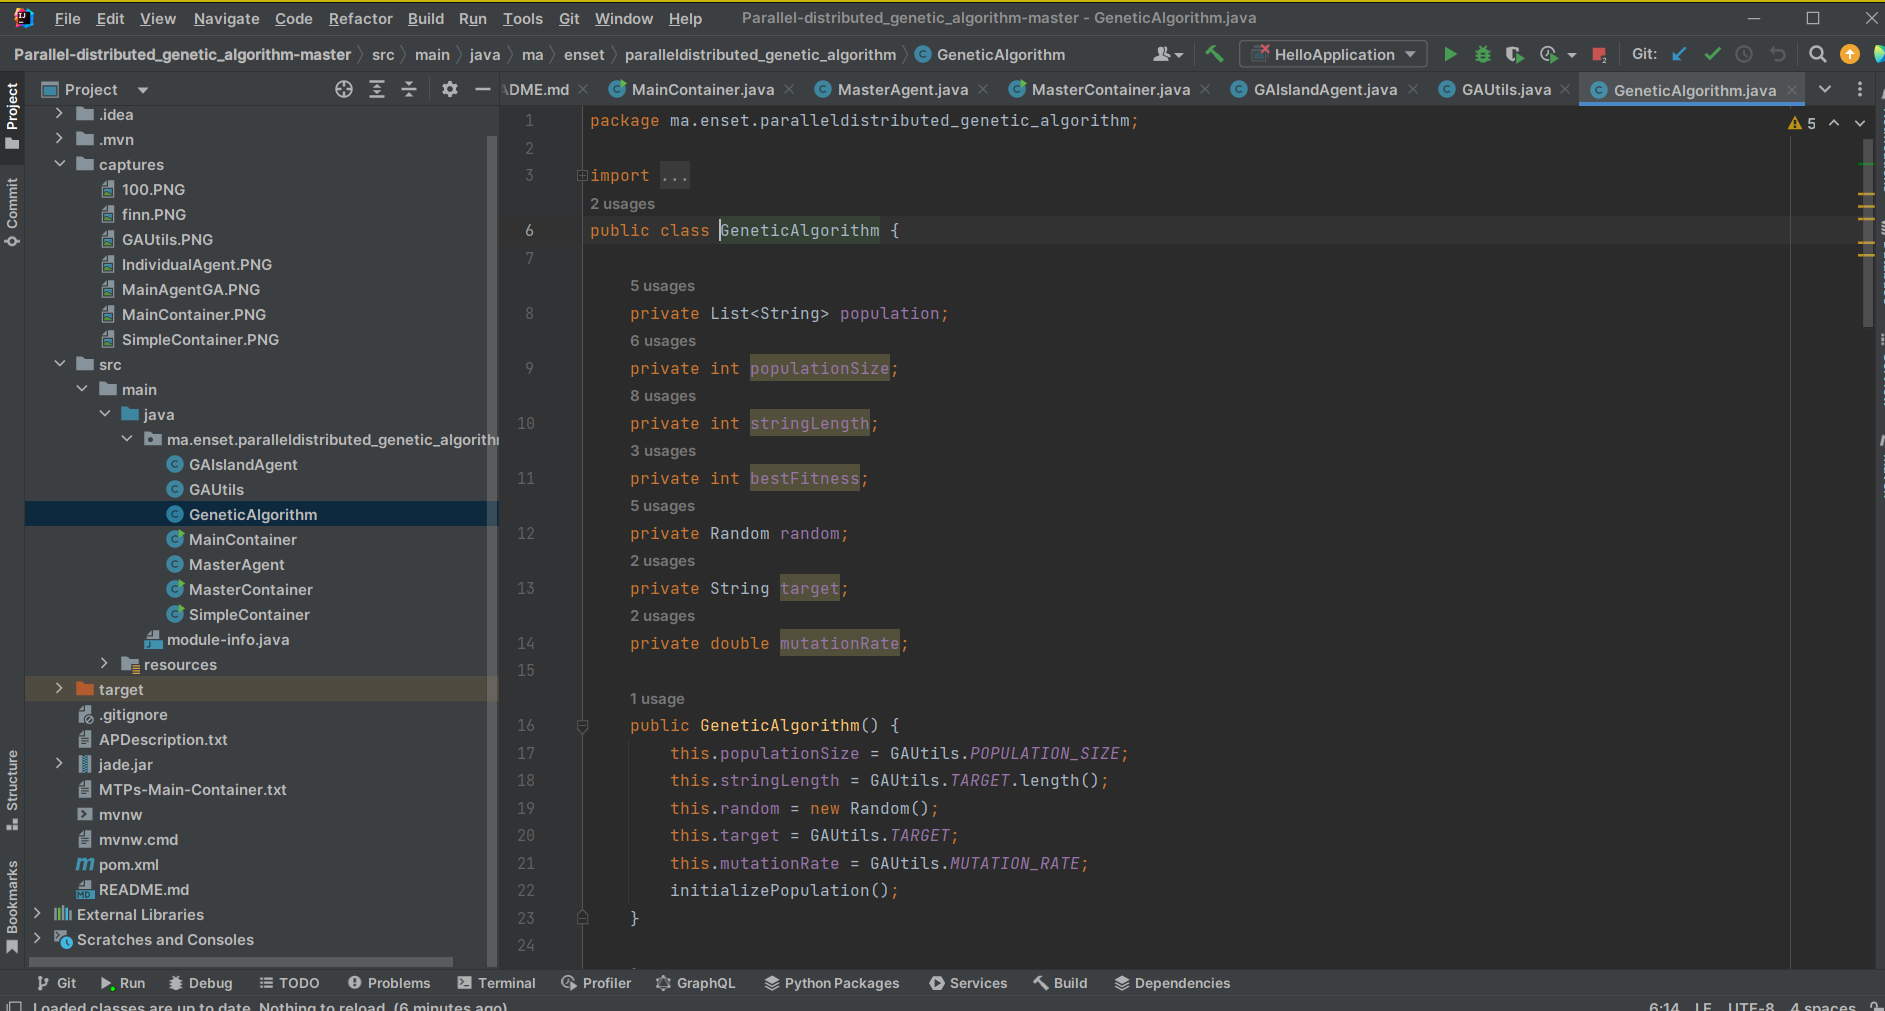 File Edit View Navigate Code Refactor Build Run Tools Git Window Help Parallel-distributed_genetic_algorithm-master - GeneticAlgorithm.java
Parallel-distributed_genetic_algorithm-master src main java ma enset paralleldistributed_genetic_algorithm GeneticAlgorithm HelloApplication Git:
Project
ADME.md MainContainer.java MasterAgent.java MasterContainer.java GAIslandAgent.java GAUtils.java GeneticAlgorithm.java
Project
Commit
Structure
Bookmarks
.idea
.mvn
captures
100.PNG
finn.PNG
GAUtils.PNG
IndividualAgent.PNG
MainAgentGA.PNG
MainContainer.PNG
SimpleContainer.PNG
src
main
java
ma.enset.paralleldistributed_genetic_algorithm
GAIslandAgent
GAUtils
GeneticAlgorithm
MainContainer
MasterAgent
MasterContainer
SimpleContainer
module-info.java
resources
target
.gitignore
APDescription.txt
jade.jar
MTPs-Main-Container.txt
mvnw
mvnw.cmd
pom.xml
README.md
External Libraries
Scratches and Consoles
5
1 package ma.enset.paralleldistributed_genetic_algorithm;
2
3 import ...
2 usages
6 public class GeneticAlgorithm {
7
5 usages
8 private List<String> population;
6 usages
9 private int populationSize;
8 usages
10 private int stringLength;
3 usages
11 private int bestFitness;
5 usages
12 private Random random;
2 usages
13 private String target;
2 usages
14 private double mutationRate;
15
1 usage
16 public GeneticAlgorithm() {
17 this.populationSize = GAUtils.POPULATION_SIZE;
18 this.stringLength = GAUtils.TARGET.length();
19 this.random = new Random();
20 this.target = GAUtils.TARGET;
21 this.mutationRate = GAUtils.MUTATION_RATE;
22 initializePopulation();
23 }
24
Git Run Debug TODO Problems Terminal Profiler GraphQL Python Packages Services Build Dependencies
Loaded classes are up to date. Nothing to reload. (6 minutes ago) 6:14 LF UTF-8 4 spaces